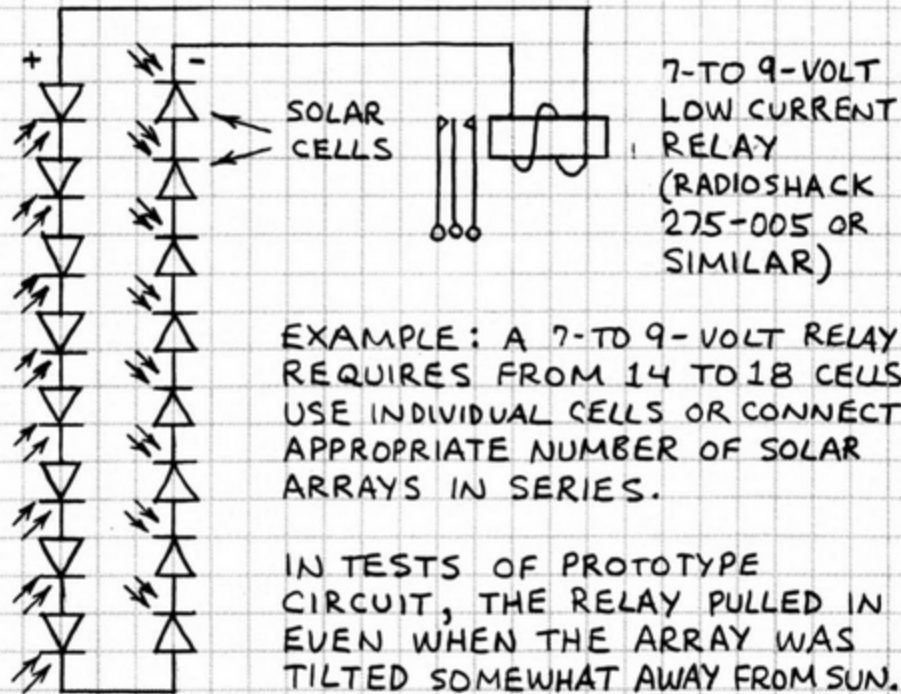 +
-
SOLAR
CELLS
7-TO 9-VOLT
LOW CURRENT
RELAY
(RADIOSHACK
275-005 OR
SIMILAR)
EXAMPLE: A 7-TO 9-VOLT RELAY
REQUIRES FROM 14 TO 18 CELLS
USE INDIVIDUAL CELLS OR CONNECT
APPROPRIATE NUMBER OF SOLAR
ARRAYS IN SERIES.
IN TESTS OF PROTOTYPE
CIRCUIT, THE RELAY PULLED IN
EVEN WHEN THE ARRAY WAS
TILTED SOMEWHAT AWAY FROM SUN.